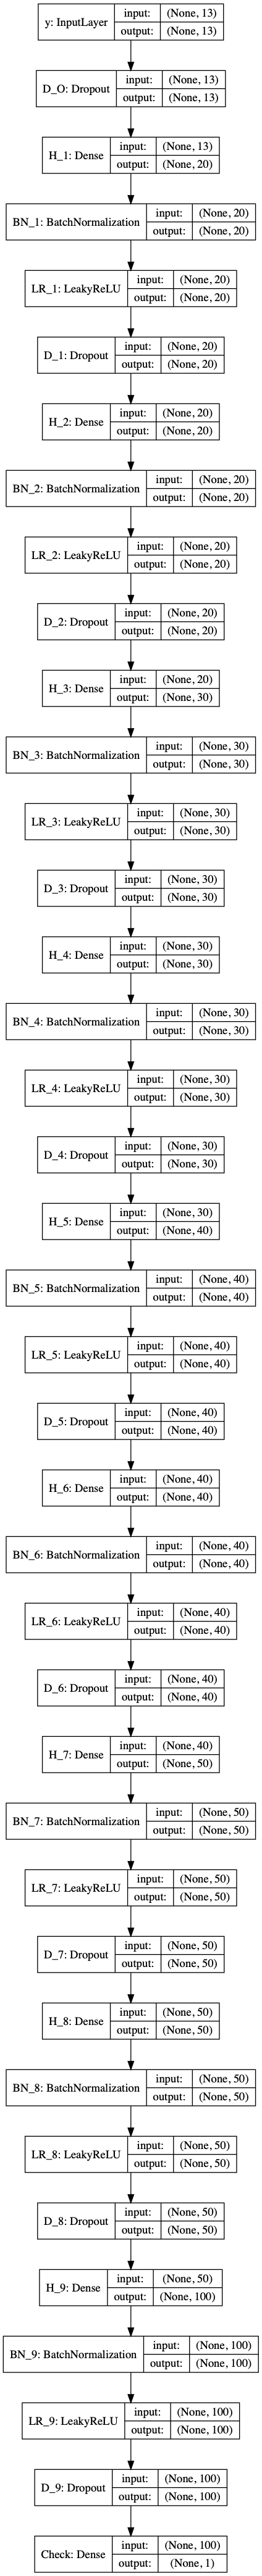 y: InputLayer input: (None, 13)
output: (None, 13)
D_O: Dropout input: (None, 13)
output: (None, 13)
H_1: Dense input: (None, 13)
output: (None, 20)
BN_1: BatchNormalization input: (None, 20)
output: (None, 20)
LR_1: LeakyReLU input: (None, 20)
output: (None, 20)
D_1: Dropout input: (None, 20)
output: (None, 20)
H_2: Dense input: (None, 20)
output: (None, 20)
BN_2: BatchNormalization input: (None, 20)
output: (None, 20)
LR_2: LeakyReLU input: (None, 20)
output: (None, 20)
D_2: Dropout input: (None, 20)
output: (None, 20)
H_3: Dense input: (None, 20)
output: (None, 30)
BN_3: BatchNormalization input: (None, 30)
output: (None, 30)
LR_3: LeakyReLU input: (None, 30)
output: (None, 30)
D_3: Dropout input: (None, 30)
output: (None, 30)
H_4: Dense input: (None, 30)
output: (None, 30)
BN_4: BatchNormalization input: (None, 30)
output: (None, 30)
LR_4: LeakyReLU input: (None, 30)
output: (None, 30)
D_4: Dropout input: (None, 30)
output: (None, 30)
H_5: Dense input: (None, 30)
output: (None, 40)
BN_5: BatchNormalization input: (None, 40)
output: (None, 40)
LR_5: LeakyReLU input: (None, 40)
output: (None, 40)
D_5: Dropout input: (None, 40)
output: (None, 40)
H_6: Dense input: (None, 40)
output: (None, 40)
BN_6: BatchNormalization input: (None, 40)
output: (None, 40)
LR_6: LeakyReLU input: (None, 40)
output: (None, 40)
D_6: Dropout input: (None, 40)
output: (None, 40)
H_7: Dense input: (None, 40)
output: (None, 50)
BN_7: BatchNormalization input: (None, 50)
output: (None, 50)
LR_7: LeakyReLU input: (None, 50)
output: (None, 50)
D_7: Dropout input: (None, 50)
output: (None, 50)
H_8: Dense input: (None, 50)
output: (None, 50)
BN_8: BatchNormalization input: (None, 50)
output: (None, 50)
LR_8: LeakyReLU input: (None, 50)
output: (None, 50)
D_8: Dropout input: (None, 50)
output: (None, 50)
H_9: Dense input: (None, 50)
output: (None, 100)
BN_9: BatchNormalization input: (None, 100)
output: (None, 100)
LR_9: LeakyReLU input: (None, 100)
output: (None, 100)
D_9: Dropout input: (None, 100)
output: (None, 100)
Check: Dense input: (None, 100)
output: (None, 1)